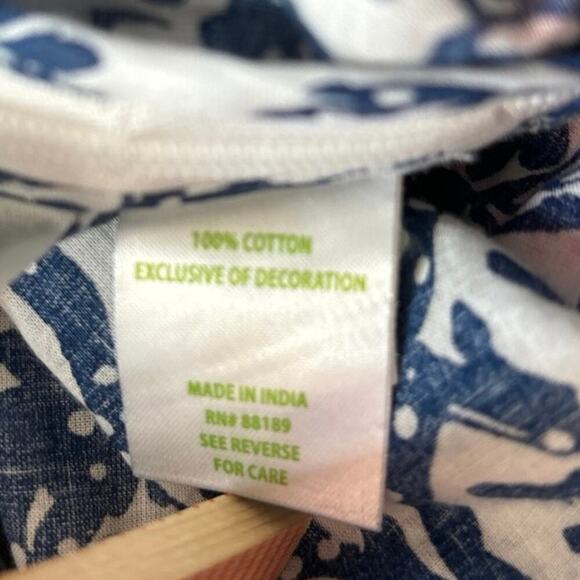 100% COTTON
EXCLUSIVE OF DECORATION
MADE IN INDIA
RN# 88189
SEE REVERSE
FOR CARE